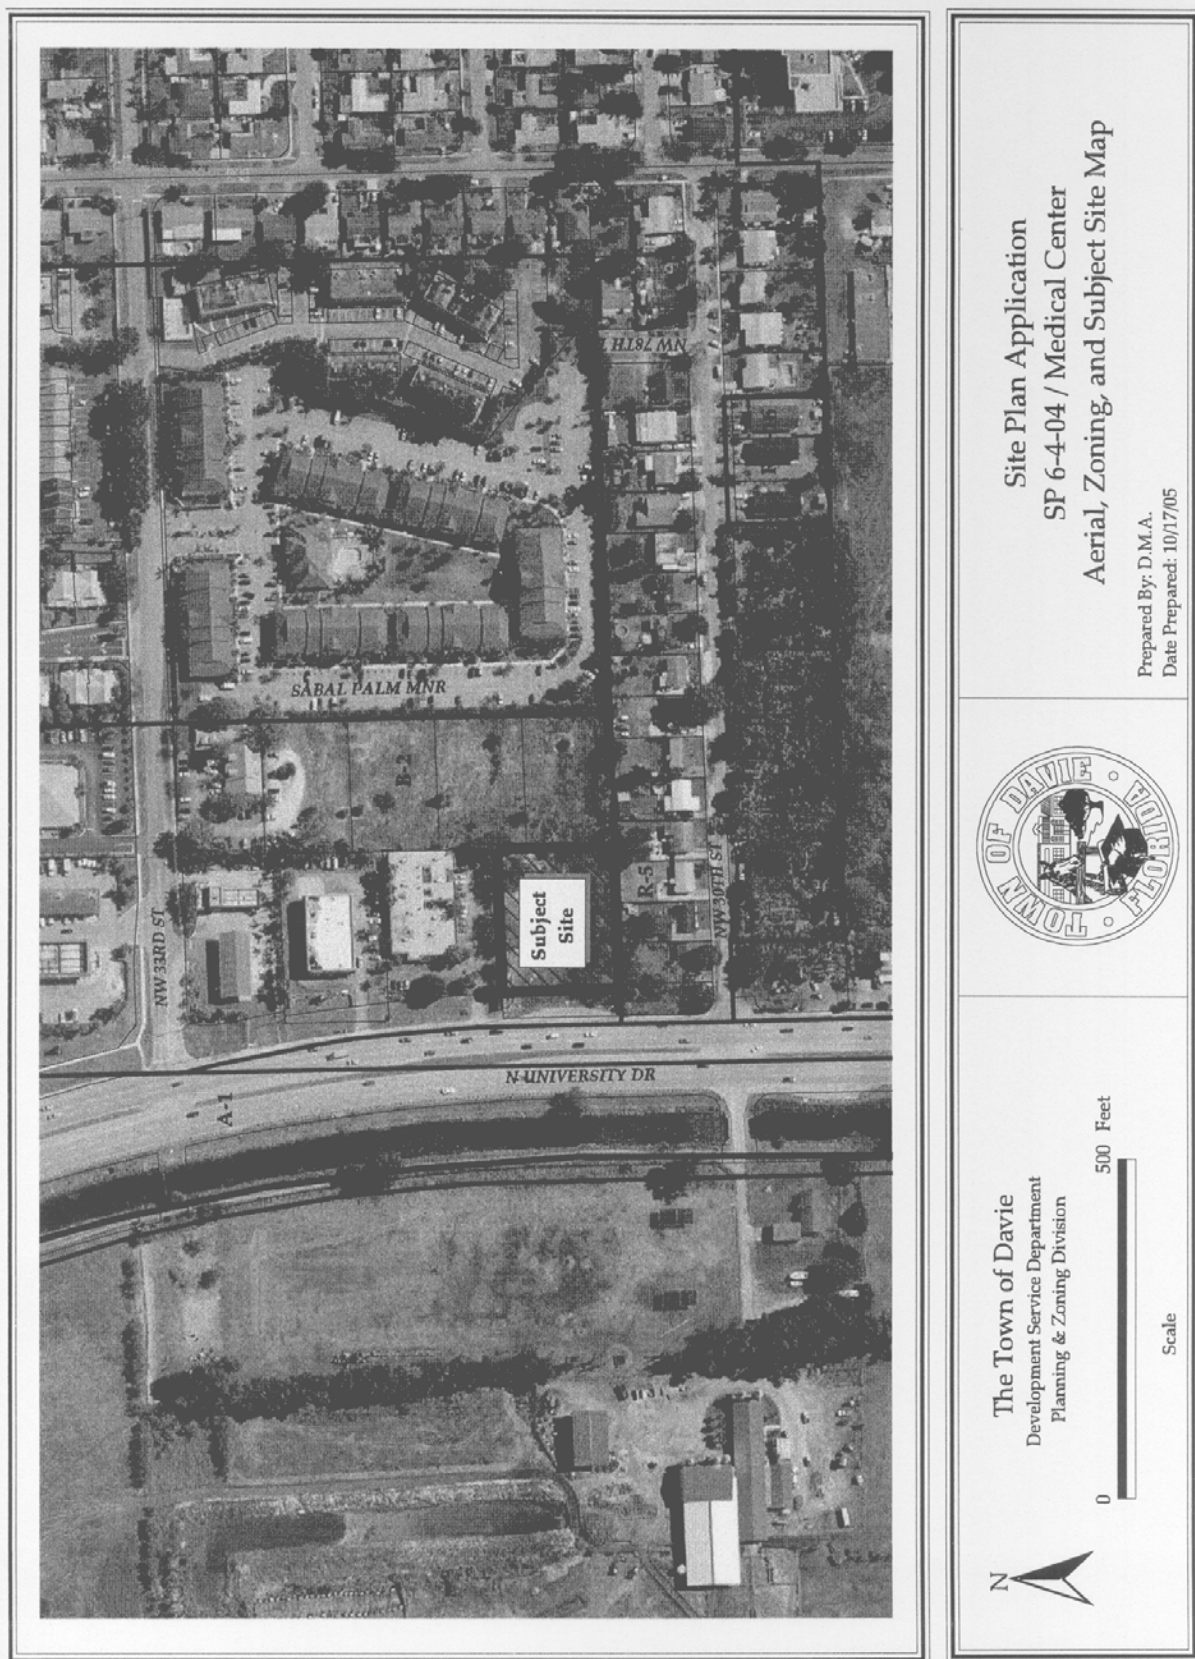 NW 33RD ST
SABAL PALM MNR
B-2
NW 78TH T
Subject
Site
R-5
NW 30TH ST
A-1
N UNIVERSITY DR
The Town of Davie
Development Service Department
Planning & Zoning Division
N
0
500 Feet
Scale
TOWN OF DAVIE
FLORIDA
Site Plan Application
SP 6-4-04 / Medical Center
Aerial, Zoning, and Subject Site Map
Prepared By: D.M.A.
Date Prepared: 10/17/05